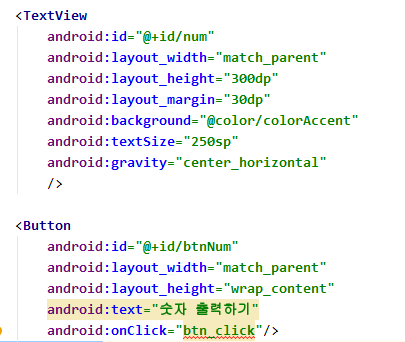 <TextView
android:id="@+id/num"
android:layout_width="match_parent"
android:layout_height="300dp"
android:layout_margin="30dp"
android:background="@color/colorAccent"
android:textSize="250sp"
android:gravity="center_horizontal"
/>
<Button
android:id="@+id/btnNum"
android:layout_width="match_parent"
android:layout_height="wrap_content"
android:text="숫자 출력하기"
android:onClick="btn_click"/>